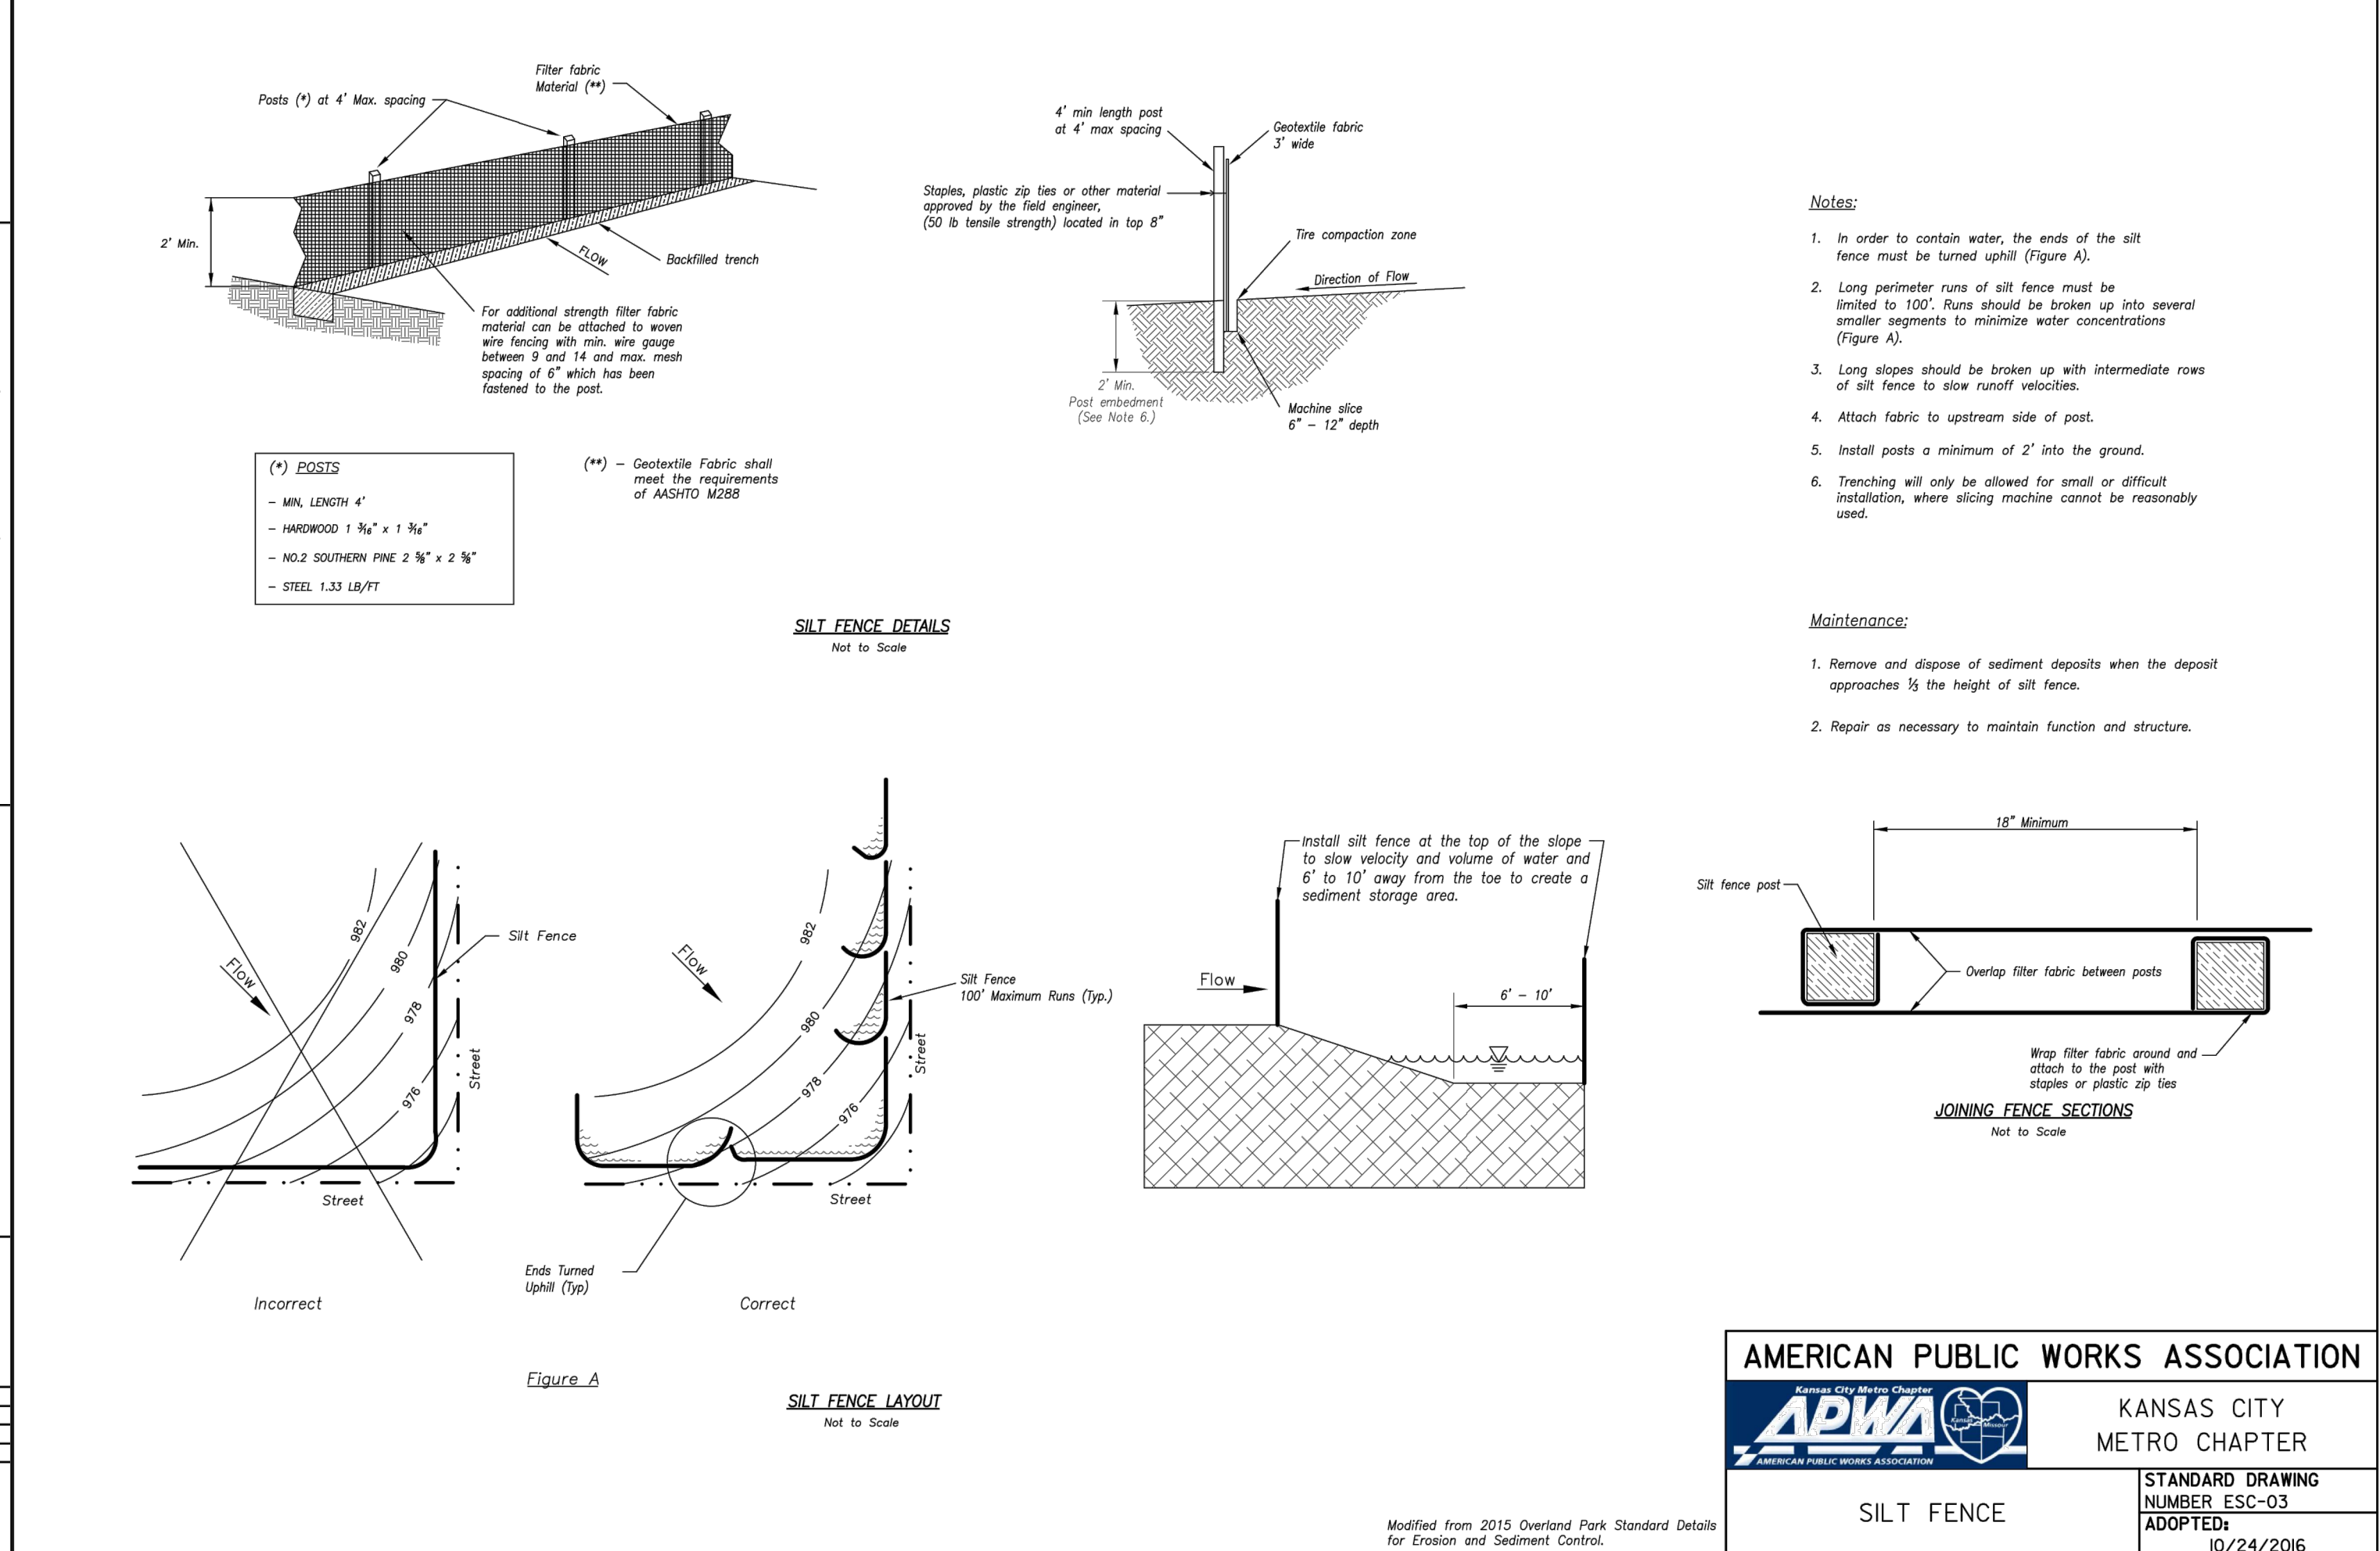 Filter fabric
Material (**)
Posts (*) at 4' Max. spacing
2' Min.
FLOW
Backfilled trench
For additional strength filter fabric
material can be attached to woven
wire fencing with min. wire gauge
between 9 and 14 and max. mesh
spacing of 6" which has been
fastened to the post.
(*) POSTS
– MIN, LENGTH 4'
– HARDWOOD 1 3/16" x 1 3/16"
– NO.2 SOUTHERN PINE 2 5/8" x 2 5/8"
– STEEL 1.33 LB/FT
(**) – Geotextile Fabric shall
meet the requirements
of AASHTO M288
4' min length post
at 4' max spacing
Geotextile fabric
3' wide
Staples, plastic zip ties or other material
approved by the field engineer,
(50 lb tensile strength) located in top 8"
Tire compaction zone
Direction of Flow
2' Min.
Post embedment
(See Note 6.)
Machine slice
6" – 12" depth
SILT FENCE DETAILS
Not to Scale
Notes:
1. In order to contain water, the ends of the silt
fence must be turned uphill (Figure A).
2. Long perimeter runs of silt fence must be
limited to 100'. Runs should be broken up into several
smaller segments to minimize water concentrations
(Figure A).
3. Long slopes should be broken up with intermediate rows
of silt fence to slow runoff velocities.
4. Attach fabric to upstream side of post.
5. Install posts a minimum of 2' into the ground.
6. Trenching will only be allowed for small or difficult
installation, where slicing machine cannot be reasonably
used.
Maintenance:
1. Remove and dispose of sediment deposits when the deposit
approaches 1/3 the height of silt fence.
2. Repair as necessary to maintain function and structure.
Flow
982
980
978
976
Silt Fence
Street
Street
Incorrect
Flow
982
980
978
976
Silt Fence
100' Maximum Runs (Typ.)
Street
Street
Ends Turned
Uphill (Typ)
Correct
Figure A
SILT FENCE LAYOUT
Not to Scale
Install silt fence at the top of the slope
to slow velocity and volume of water and
6' to 10' away from the toe to create a
sediment storage area.
Flow
6' – 10'
18" Minimum
Silt fence post
Overlap filter fabric between posts
Wrap filter fabric around and
attach to the post with
staples or plastic zip ties
JOINING FENCE SECTIONS
Not to Scale
Modified from 2015 Overland Park Standard Details
for Erosion and Sediment Control.
AMERICAN PUBLIC WORKS ASSOCIATION
Kansas City Metro Chapter
APWA
Kansas
Missouri
AMERICAN PUBLIC WORKS ASSOCIATION
KANSAS CITY
METRO CHAPTER
SILT FENCE
STANDARD DRAWING
NUMBER ESC-03
ADOPTED:
10/24/2016